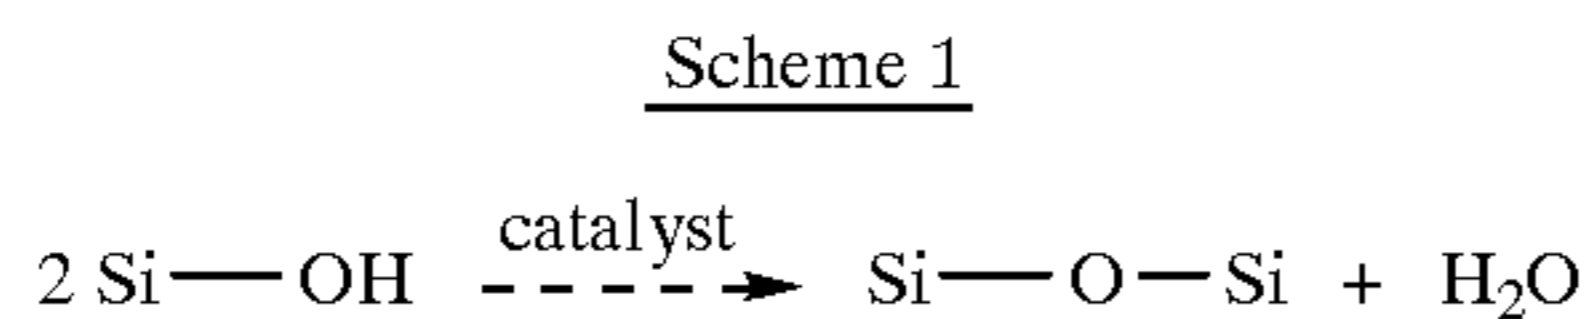 Scheme 1
catalyst
2 Si—OH Si—O—Si + H₂O